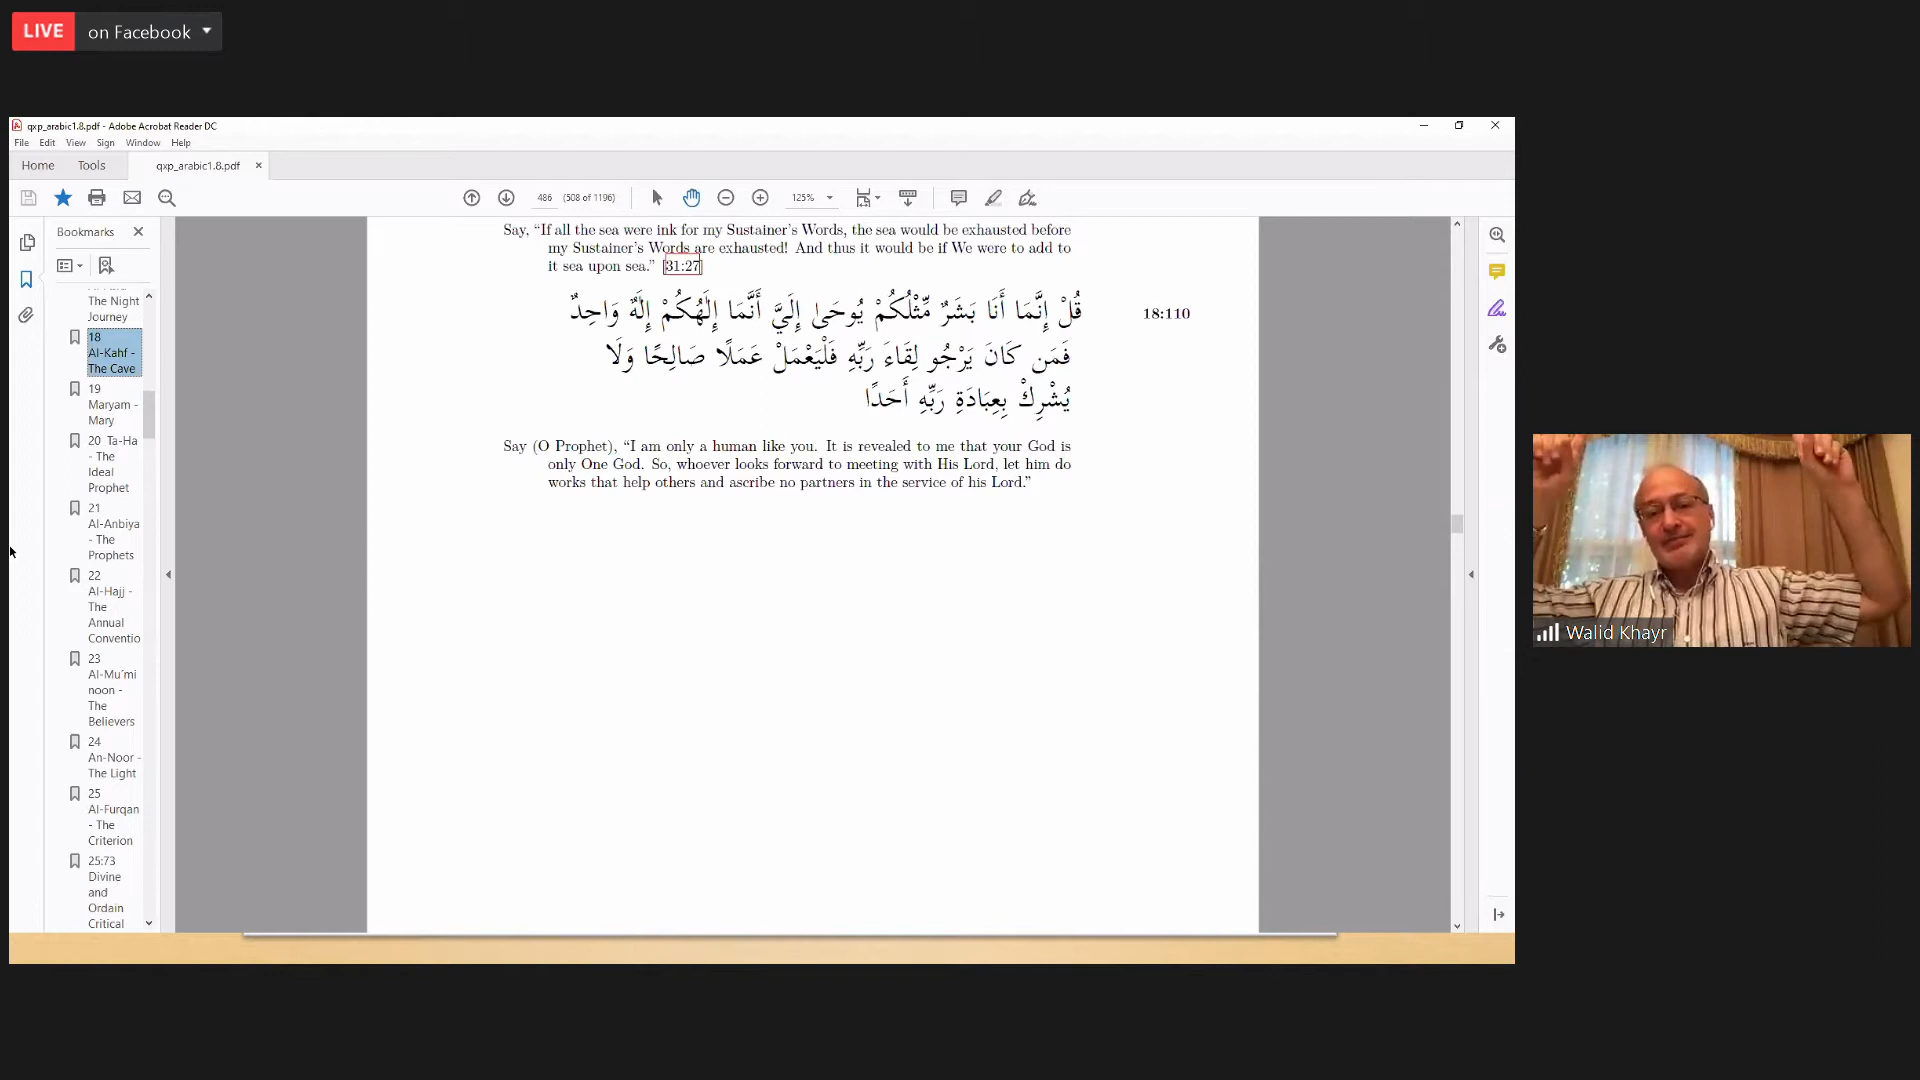 LIVE on Facebook
qxp_arabic1.8.pdf - Adobe Acrobat Reader DC
File Edit View Sign Window Help
Home Tools qxp_arabic1.8.pdf
486 (508 of 1196) 125%
Bookmarks
The Night
Journey
18
Al-Kahf -
The Cave
19
Maryam -
Mary
20 Ta-Ha
- The
Ideal
Prophet
21
Al-Anbiya
- The
Prophets
22
Al-Hajj -
The
Annual
Conventio
23
Al-Mu´mi
noon -
The
Believers
24
An-Noor -
The Light
25
Al-Furqan
- The
Criterion
25:73
Divine
and
Ordain
Critical
Say, “If all the sea were ink for my Sustainer’s Words, the sea would be exhausted before
my Sustainer’s Words are exhausted! And thus it would be if We were to add to
it sea upon sea.” [31:27]
قُلْ إِنَّمَا أَنَا بَشَرٌ مِّثْلُكُمْ يُوحَىٰ إِلَيَّ أَنَّمَا إِلَٰهُكُمْ إِلَٰهٌ وَاحِدٌ
18:110
فَمَن كَانَ يَرْجُو لِقَاءَ رَبِّهِ فَلْيَعْمَلْ عَمَلًا صَالِحًا وَلَا
يُشْرِكْ بِعِبَادَةِ رَبِّهِ أَحَدًا
Say (O Prophet), “I am only a human like you. It is revealed to me that your God is
only One God. So, whoever looks forward to meeting with His Lord, let him do
works that help others and ascribe no partners in the service of his Lord.”
Walid Khayr